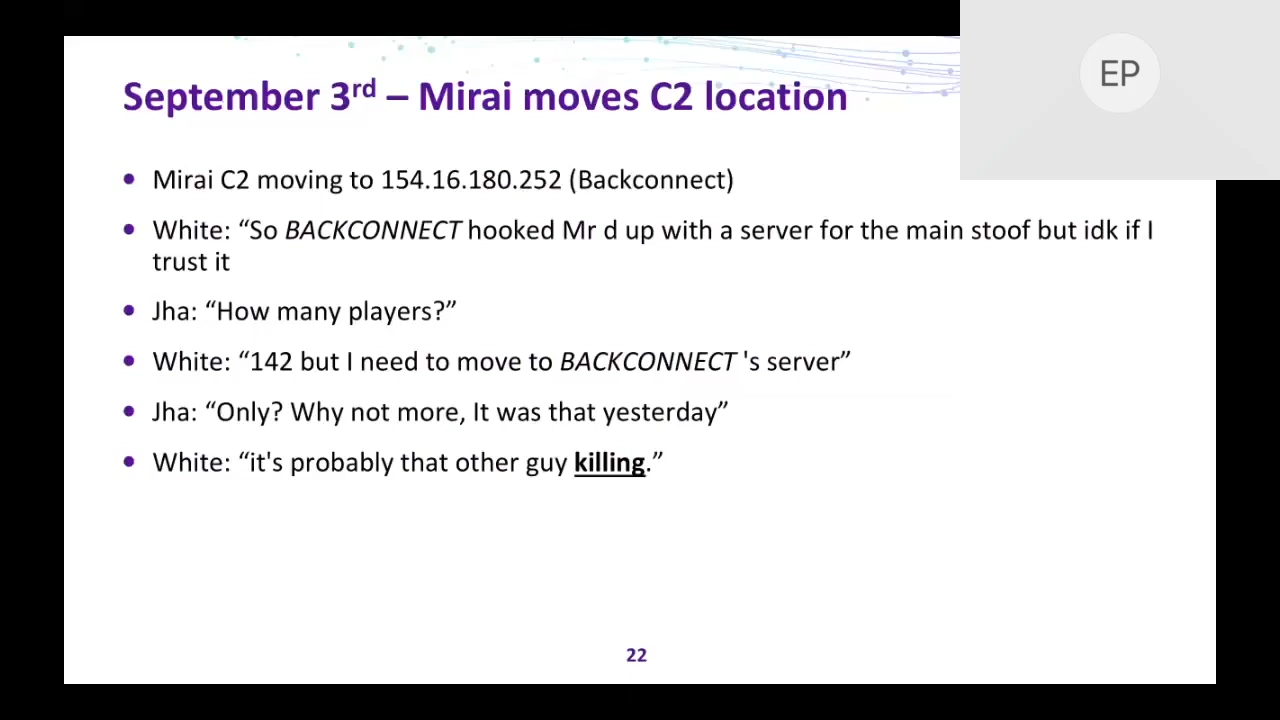 September 3rd – Mirai moves C2 location
EP
• Mirai C2 moving to 154.16.180.252 (Backconnect)
• White: “So BACKCONNECT hooked Mr d up with a server for the main stoof but idk if I
trust it
• Jha: “How many players?”
• White: “142 but I need to move to BACKCONNECT 's server”
• Jha: “Only? Why not more, It was that yesterday”
• White: “it's probably that other guy killing.”
22